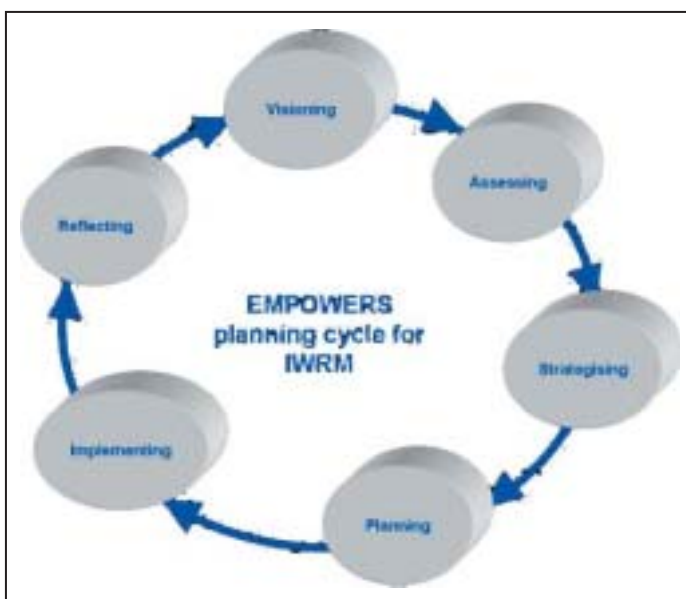 Visioning
Assessing
Strategising
Planning
Implementing
Reflecting
EMPOWERS
planning cycle for
IWRM